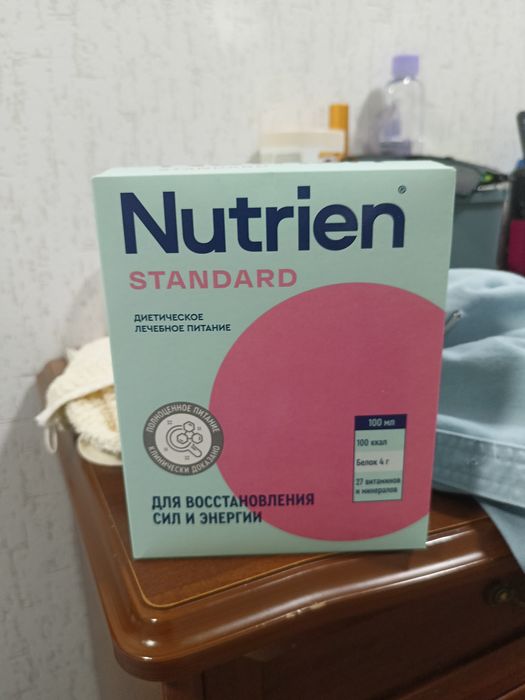 STANDARD
Nutrien®
STANDARD
ДИЕТИЧЕСКОЕ
ЛЕЧЕБНОЕ ПИТАНИЕ
ПОЛНОЦЕННОЕ ПИТАНИЕ
КЛИНИЧЕСКИ ДОКАЗАНО
100 мл
100 ккал
Белок 4 г
27 витаминов
и минералов
ДЛЯ ВОССТАНОВЛЕНИЯ
СИЛ И ЭНЕРГИИ